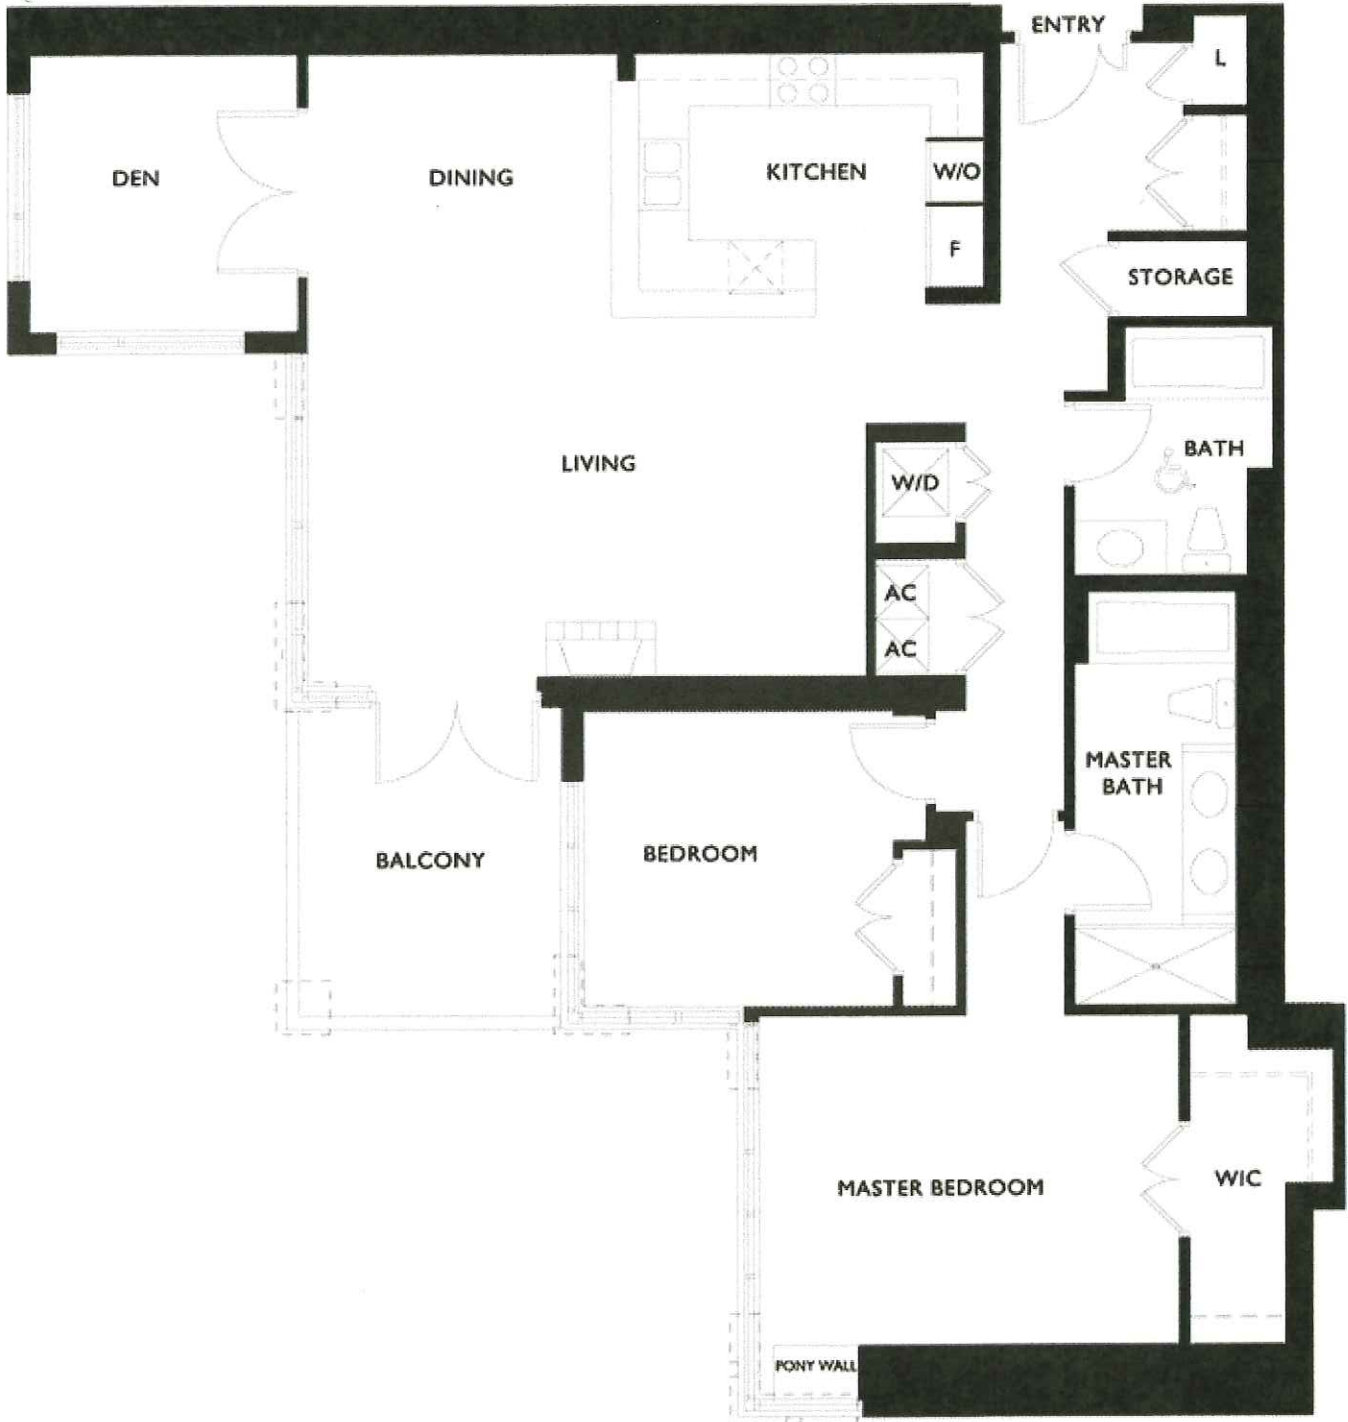 ENTRY
L
DEN
DINING
KITCHEN
W/O
F
STORAGE
LIVING
BATH
W/D
AC
AC
MASTER
BATH
BALCONY
BEDROOM
MASTER BEDROOM
WIC
PONY WALL